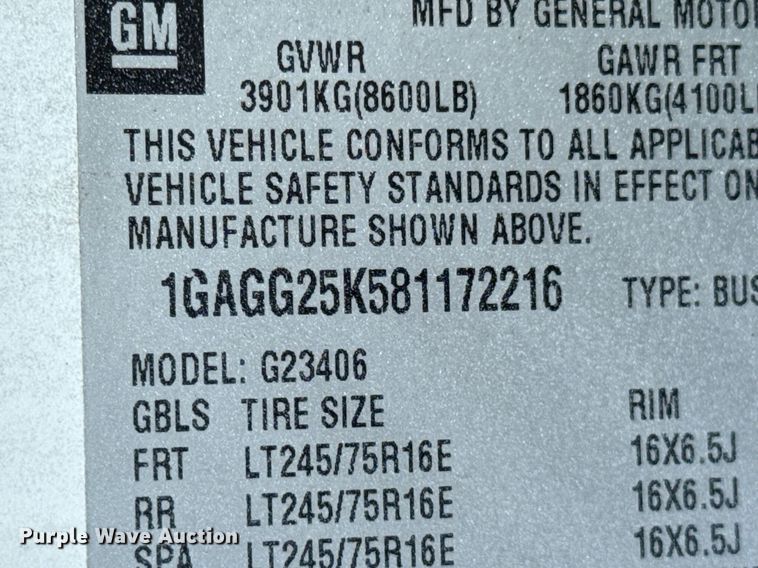 GM
MFD BY GENERAL MOTO
GVWR GAWR FRT
3901KG(8600LB) 1860KG(4100L
THIS VEHICLE CONFORMS TO ALL APPLICAB
VEHICLE SAFETY STANDARDS IN EFFECT ON
MANUFACTURE SHOWN ABOVE.
1GAGG25K581172216 TYPE: BUS
MODEL: G23406
GBLS TIRE SIZE RIM
FRT LT245/75R16E 16X6.5J
RR LT245/75R16E 16X6.5J
SPA LT245/75R16E 16X6.5J
Purple Wave Auction